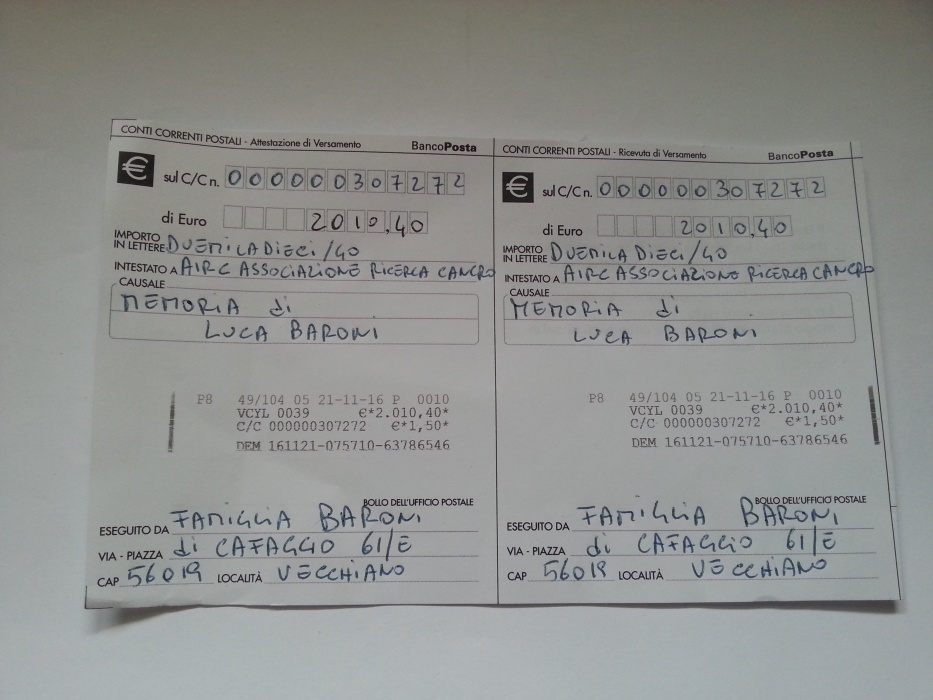 CONTI CORRENTI POSTALI - Attestazione di Versamento BancoPosta
€ sul C/C n. 000000307272
di Euro 2010,40
IMPORTO IN LETTERE DUEMILADIECI/40
INTESTATO A AIRC ASSOCIAZIONE RICERCA CANCRO
CAUSALE
MEMORIA di
LUCA BARONI
P8 49/104 05 21-11-16 P 0010
VCYL 0039 €*2.010,40*
C/C 000000307272 €*1,50*
DEM 161121-075710-63786546
BOLLO DELL'UFFICIO POSTALE
ESEGUITO DA FAMIGLIA BARONI
VIA - PIAZZA di CAFAGGIO 61/E
CAP 56019 LOCALITÀ VECCHIANO
CONTI CORRENTI POSTALI - Ricevuta di Versamento BancoPosta
€ sul C/C n. 000000307272
di Euro 2010,40
IMPORTO IN LETTERE DUEMILADIECI/40
INTESTATO A AIRC ASSOCIAZIONE RICERCA CANCRO
CAUSALE
MEMORIA di
LUCA BARONI
P8 49/104 05 21-11-16 P 0010
VCYL 0039 €*2.010,40*
C/C 000000307272 €*1,50*
DEM 161121-075710-63786546
BOLLO DELL'UFFICIO POSTALE
ESEGUITO DA FAMIGLIA BARONI
VIA - PIAZZA di CAFAGGIO 61/E
CAP 56019 LOCALITÀ VECCHIANO